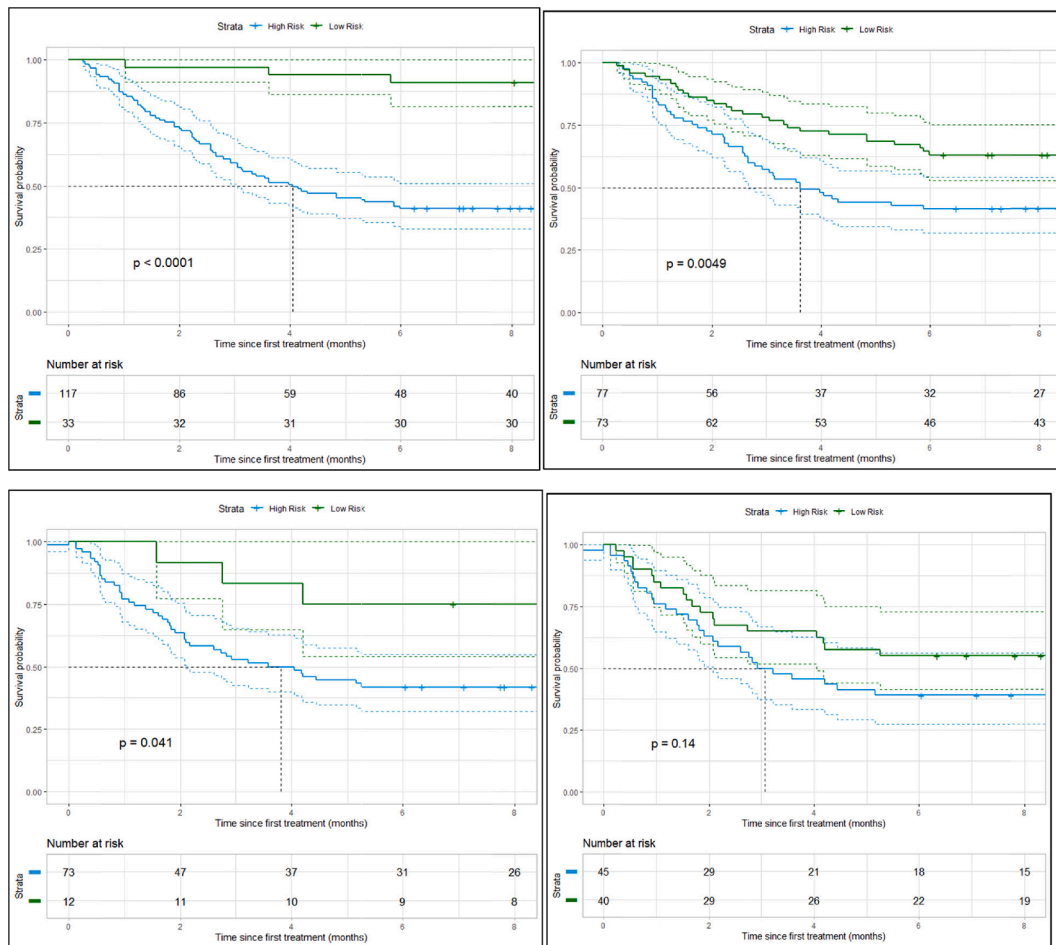 Strata High Risk Low Risk
1.00
0.75
0.50
0.25
0.00
Survival probability
p < 0.0001
0 2 4 6 8
Time since first treatment (months)
Number at risk
Strata
117 86 59 48 40
33 32 31 30 30
0 2 4 6 8
Time since first treatment (months)
Strata High Risk Low Risk
1.00
0.75
0.50
0.25
0.00
Survival probability
p = 0.0049
0 2 4 6 8
Time since first treatment (months)
Number at risk
Strata
77 56 37 32 27
73 62 53 46 43
0 2 4 6 8
Time since first treatment (months)
Strata High Risk Low Risk
1.00
0.75
0.50
0.25
0.00
Survival probability
p = 0.041
0 2 4 6 8
Time since first treatment (months)
Number at risk
Strata
73 47 37 31 26
12 11 10 9 8
0 2 4 6 8
Time since first treatment (months)
Strata High Risk Low Risk
1.00
0.75
0.50
0.25
0.00
Survival probability
p = 0.14
0 2 4 6 8
Time since first treatment (months)
Number at risk
Strata
45 29 21 18 15
40 29 26 22 19
0 2 4 6 8
Time since first treatment (months)